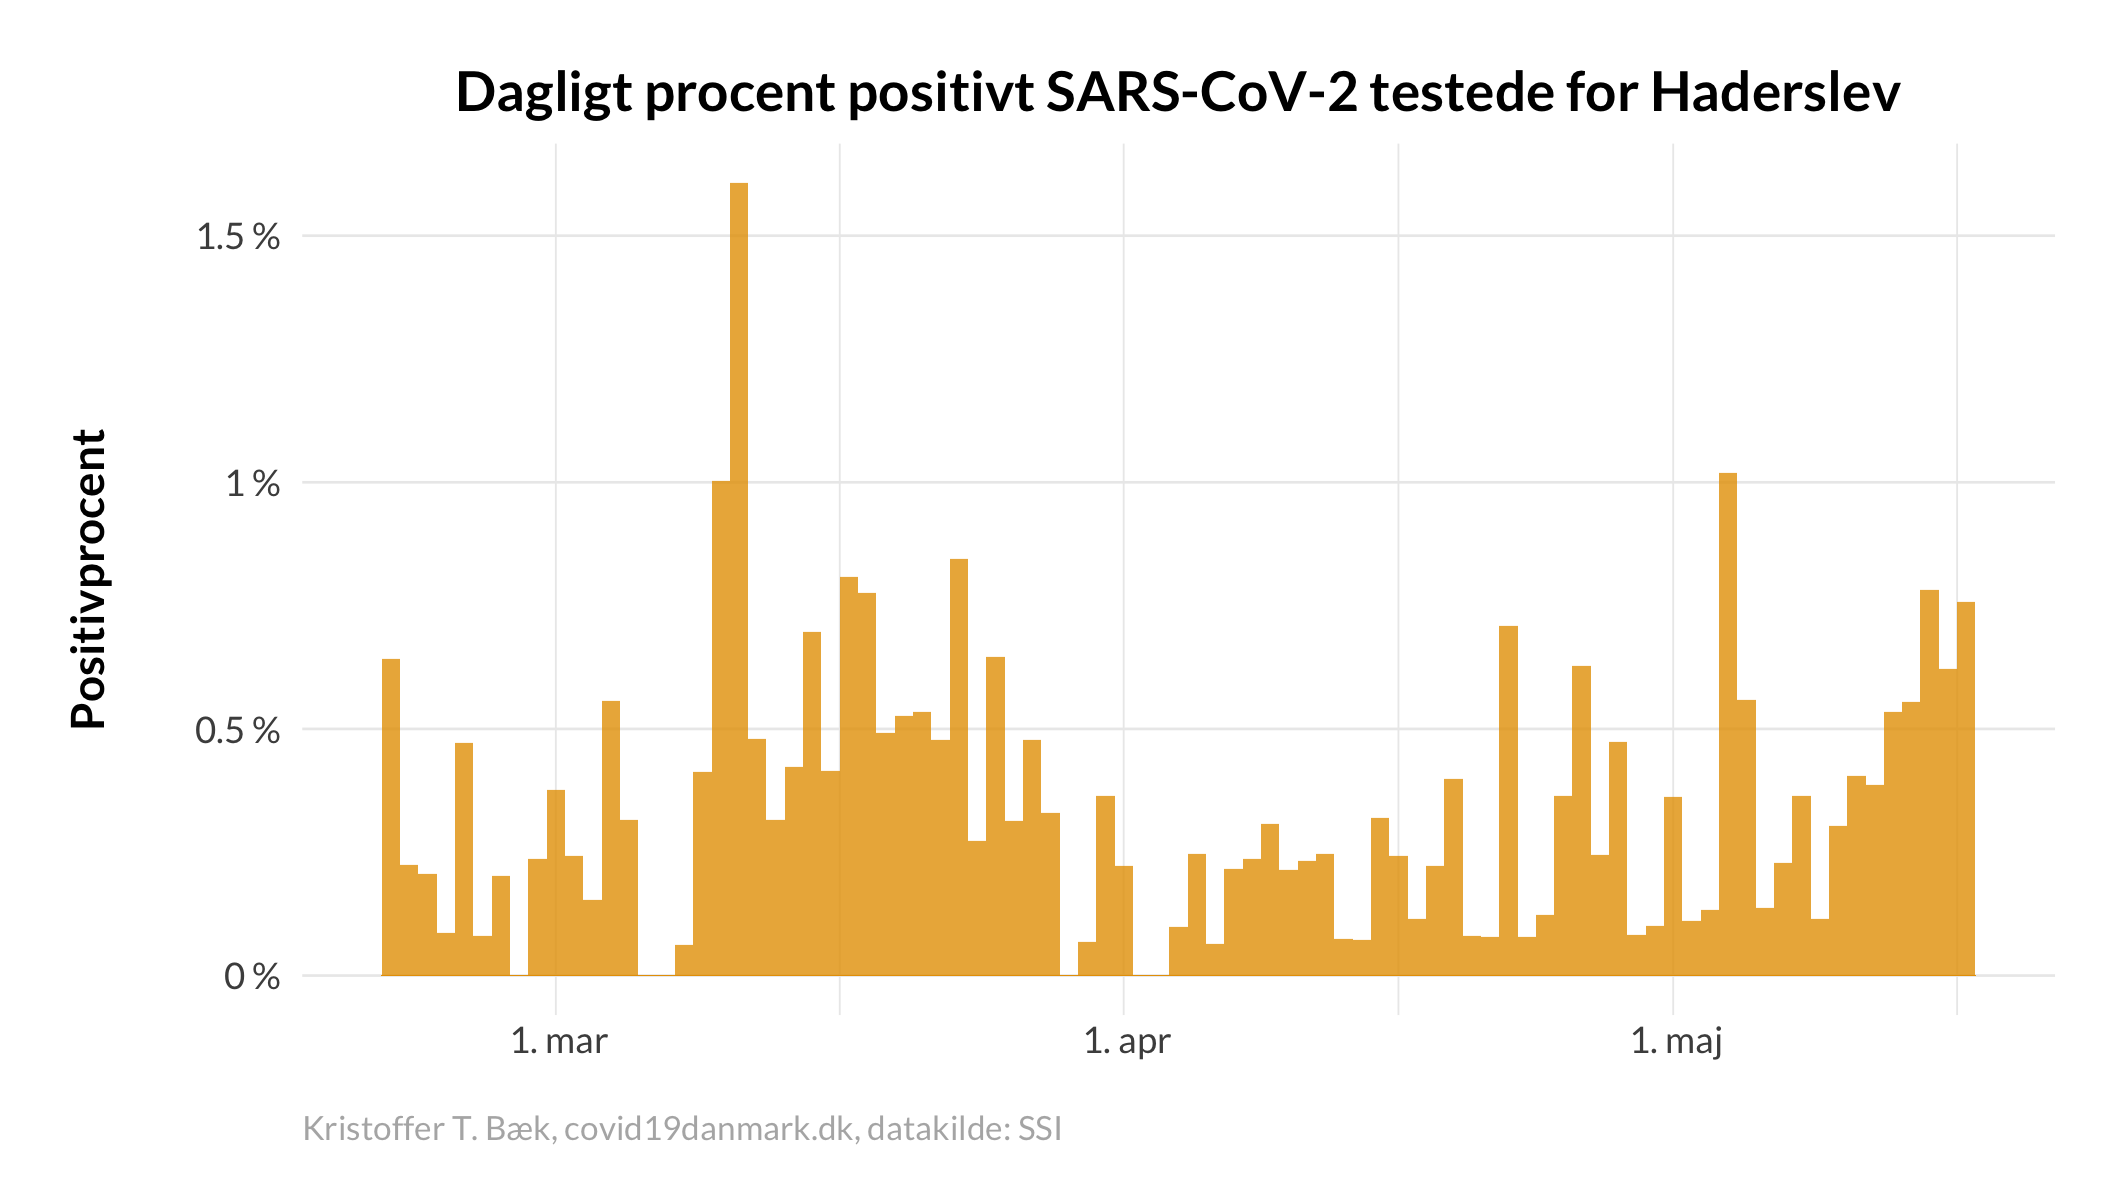 Dagligt procent positivt SARS-CoV-2 testede for Haderslev
Positivprocent
1.5 %
1 %
0.5 %
0 %
1. mar
1. apr
1. maj
Kristoffer T. Bæk, covid19danmark.dk, datakilde: SSI